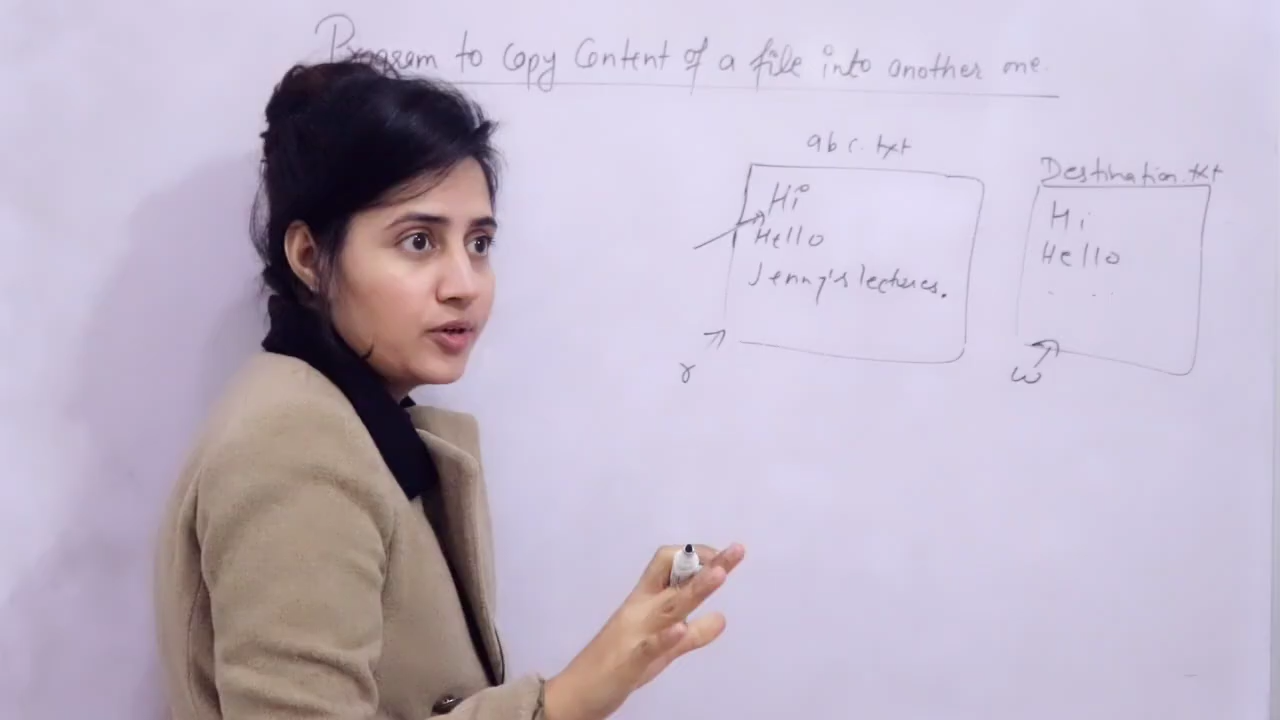 Program to Copy Content of a file into another one.
abc.txt
Hi
Hello
Jenny's lectures.
r
Destination.txt
Hi
Hello
. ...
w